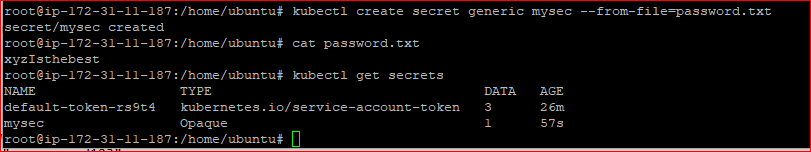 root@ip-172-31-11-187:/home/ubuntu# kubectl create secret generic mysec --from-file=password.txt
secret/mysec created
root@ip-172-31-11-187:/home/ubuntu# cat password.txt
xyzIsthebest
root@ip-172-31-11-187:/home/ubuntu# kubectl get secrets
NAME TYPE DATA AGE
default-token-rs9t4 kubernetes.io/service-account-token 3 26m
mysec Opaque 1 57s
root@ip-172-31-11-187:/home/ubuntu#